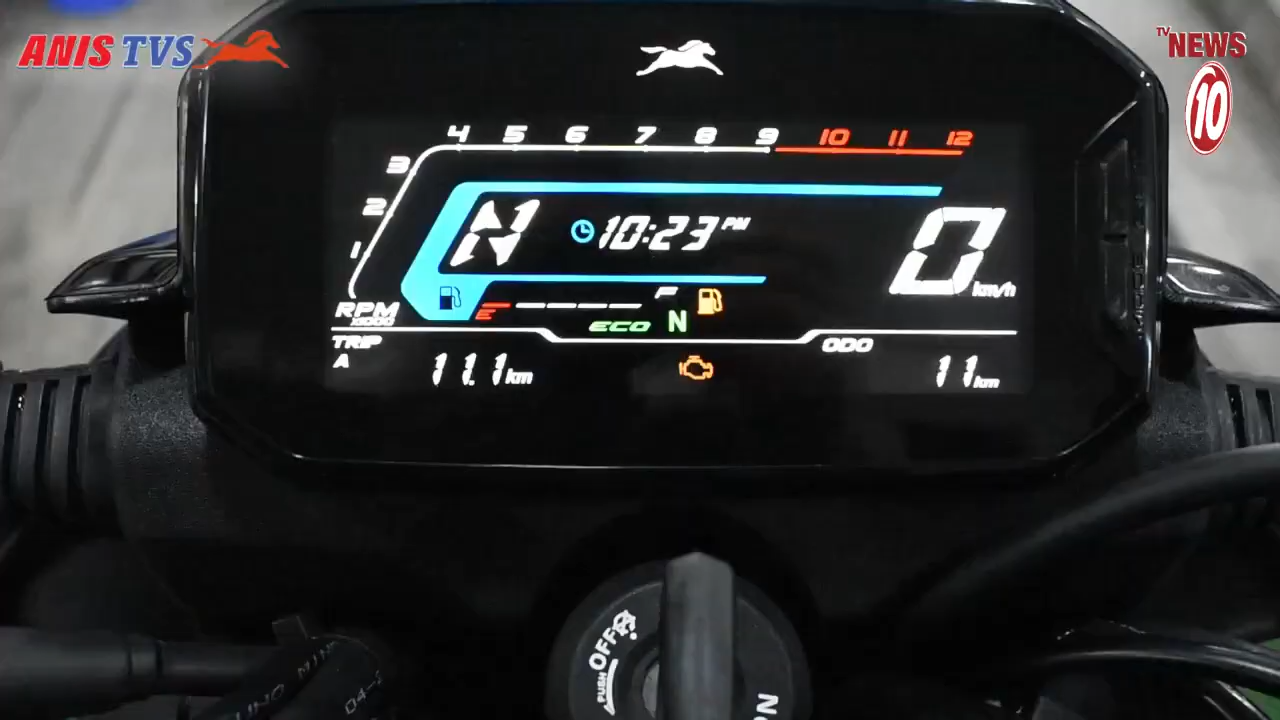 ANIS TVS
TV
NEWS
10
4 5 6 7 8 9 10 11 12
3
2
1
N 10:23 PM
0 km/h
RPM
x1000
E F
ECO N
TRIP
A
11.1 km
ODO
11 km
OFF
PUSH